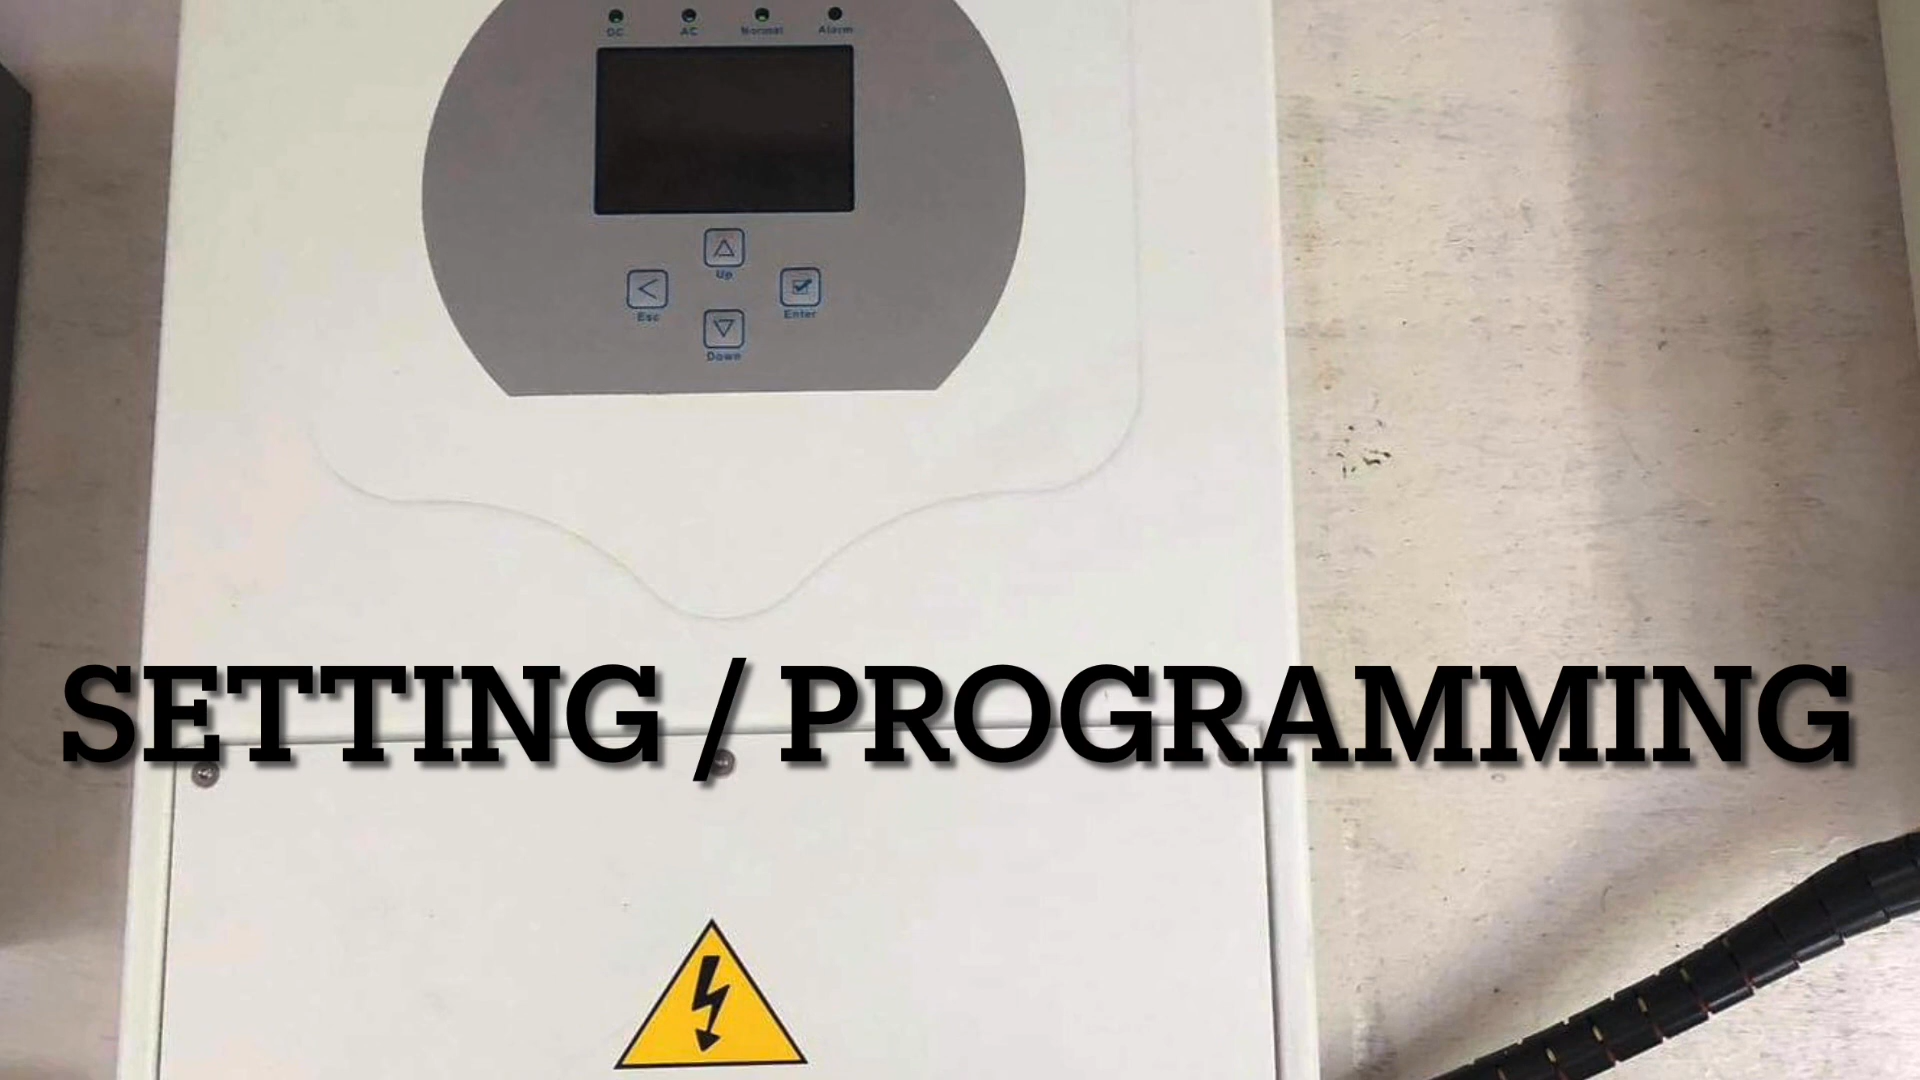 DC AC Normal Alarm
Up
Esc Enter
Down
SETTING / PROGRAMMING